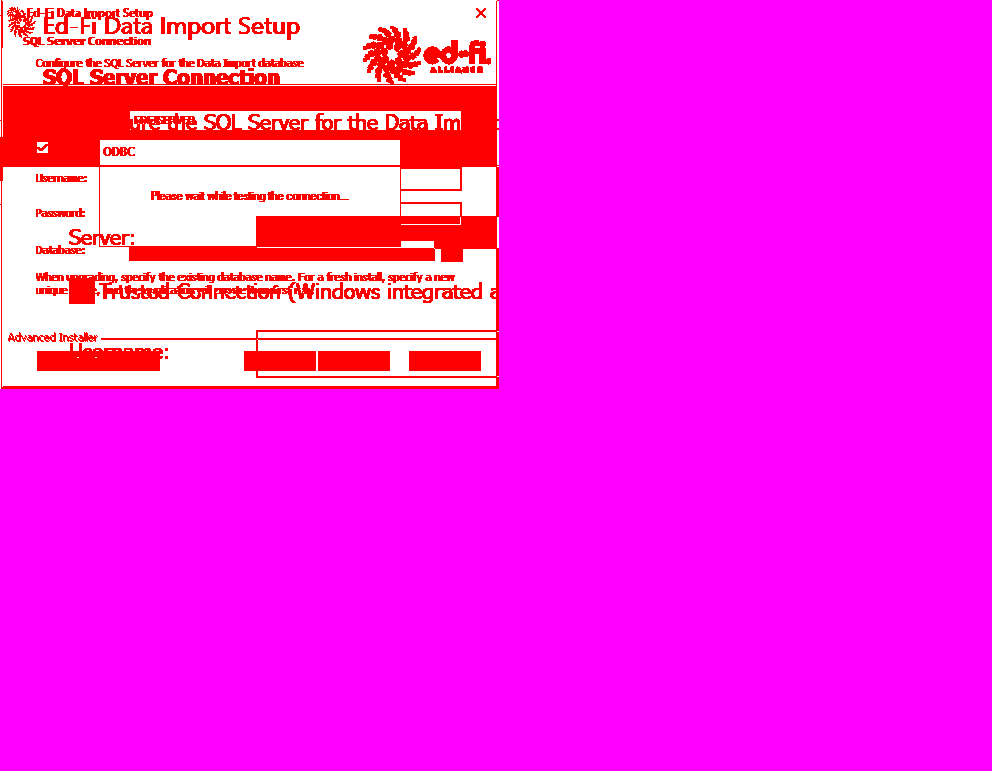 Ed-Fi Data Import Setup
Ed-Fi Data Import Setup
SQL Server Connection
ed-fi.
ALLIANCE
Configure the SQL Server for the Data Import database
SQL Server Connection
ure the SQL Server for the Data Im
ODBC
Username:
Please wait while testing the connection...
Password:
Server:
Database:
When upgrading, specify the existing database name. For a fresh install, specify a new
unique
Trusted Connection (Windows integrated a
Advanced Installer
Username: